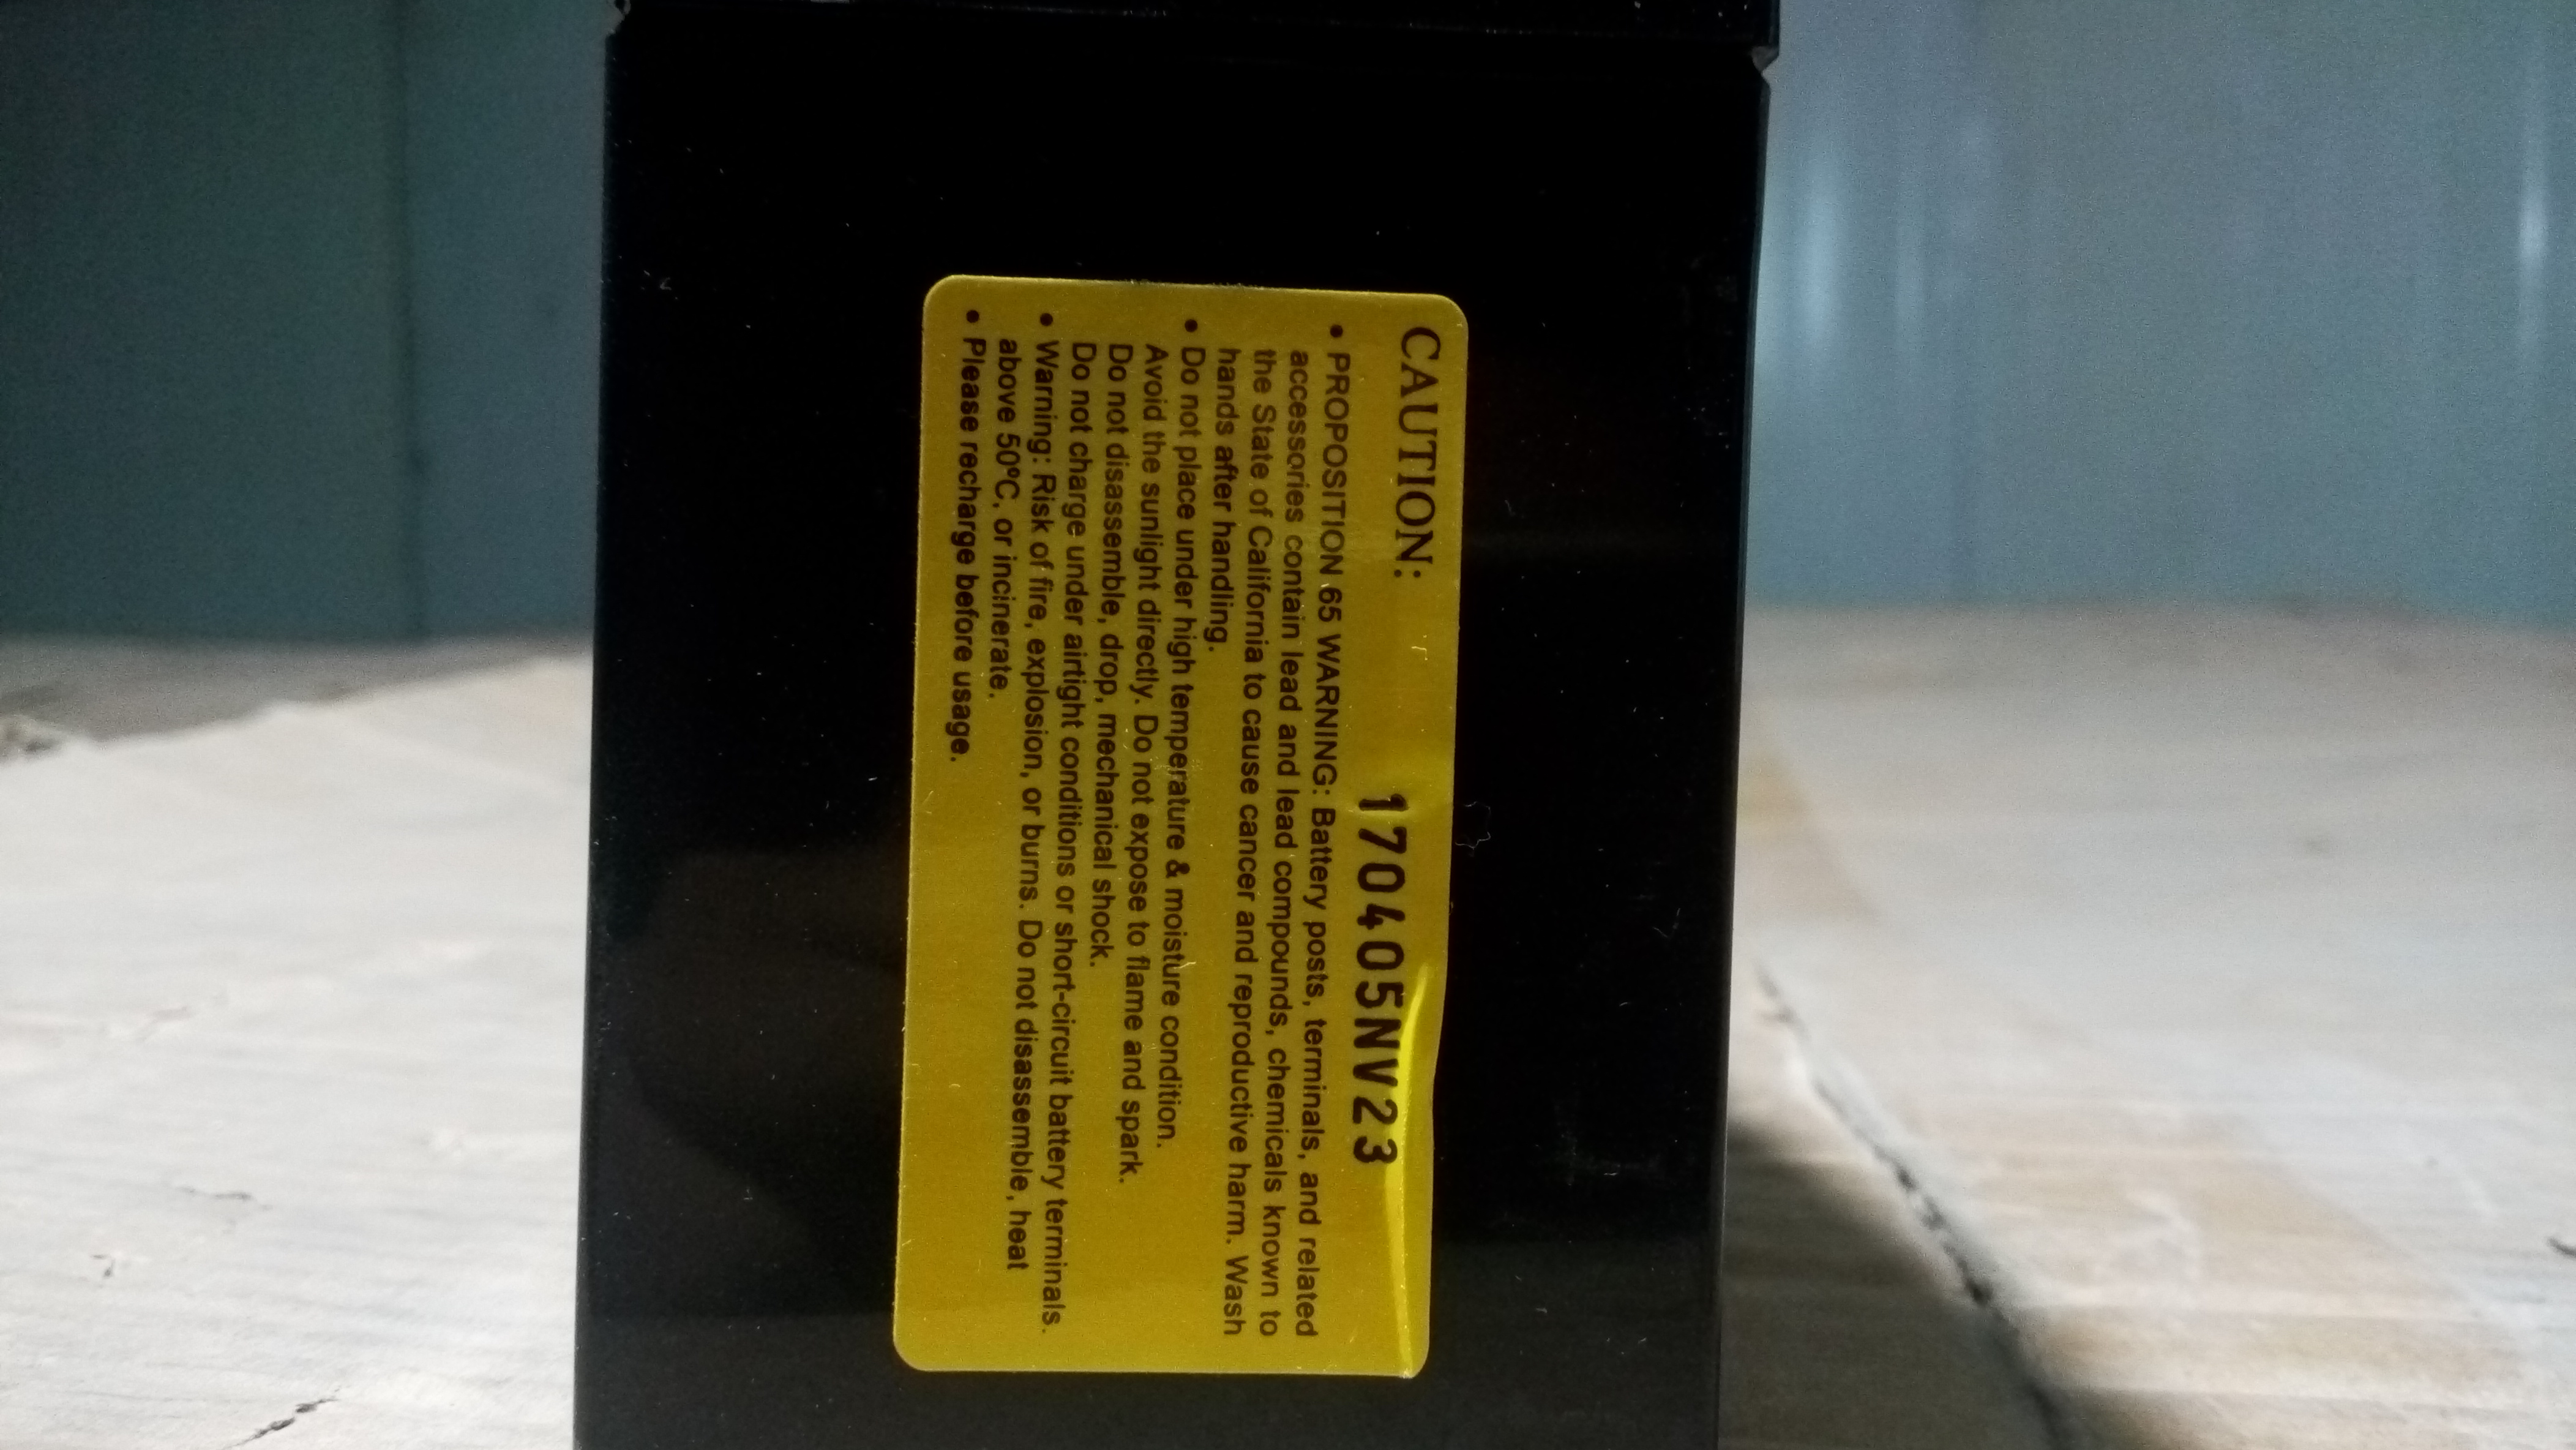 CAUTION:
170405NV23
• PROPOSITION 65 WARNING: Battery posts, terminals, and related
accessories contain lead and lead compounds, chemicals known to
the State of California to cause cancer and reproductive harm. Wash
hands after handling.
• Do not place under high temperature & moisture condition.
Avoid the sunlight directly. Do not expose to flame and spark.
Do not disassemble, drop, mechanical shock.
Do not charge under airtight conditions or short-circuit battery terminals.
• Warning: Risk of fire, explosion, or burns. Do not disassemble, heat
above 50ºC, or incinerate.
• Please recharge before usage.